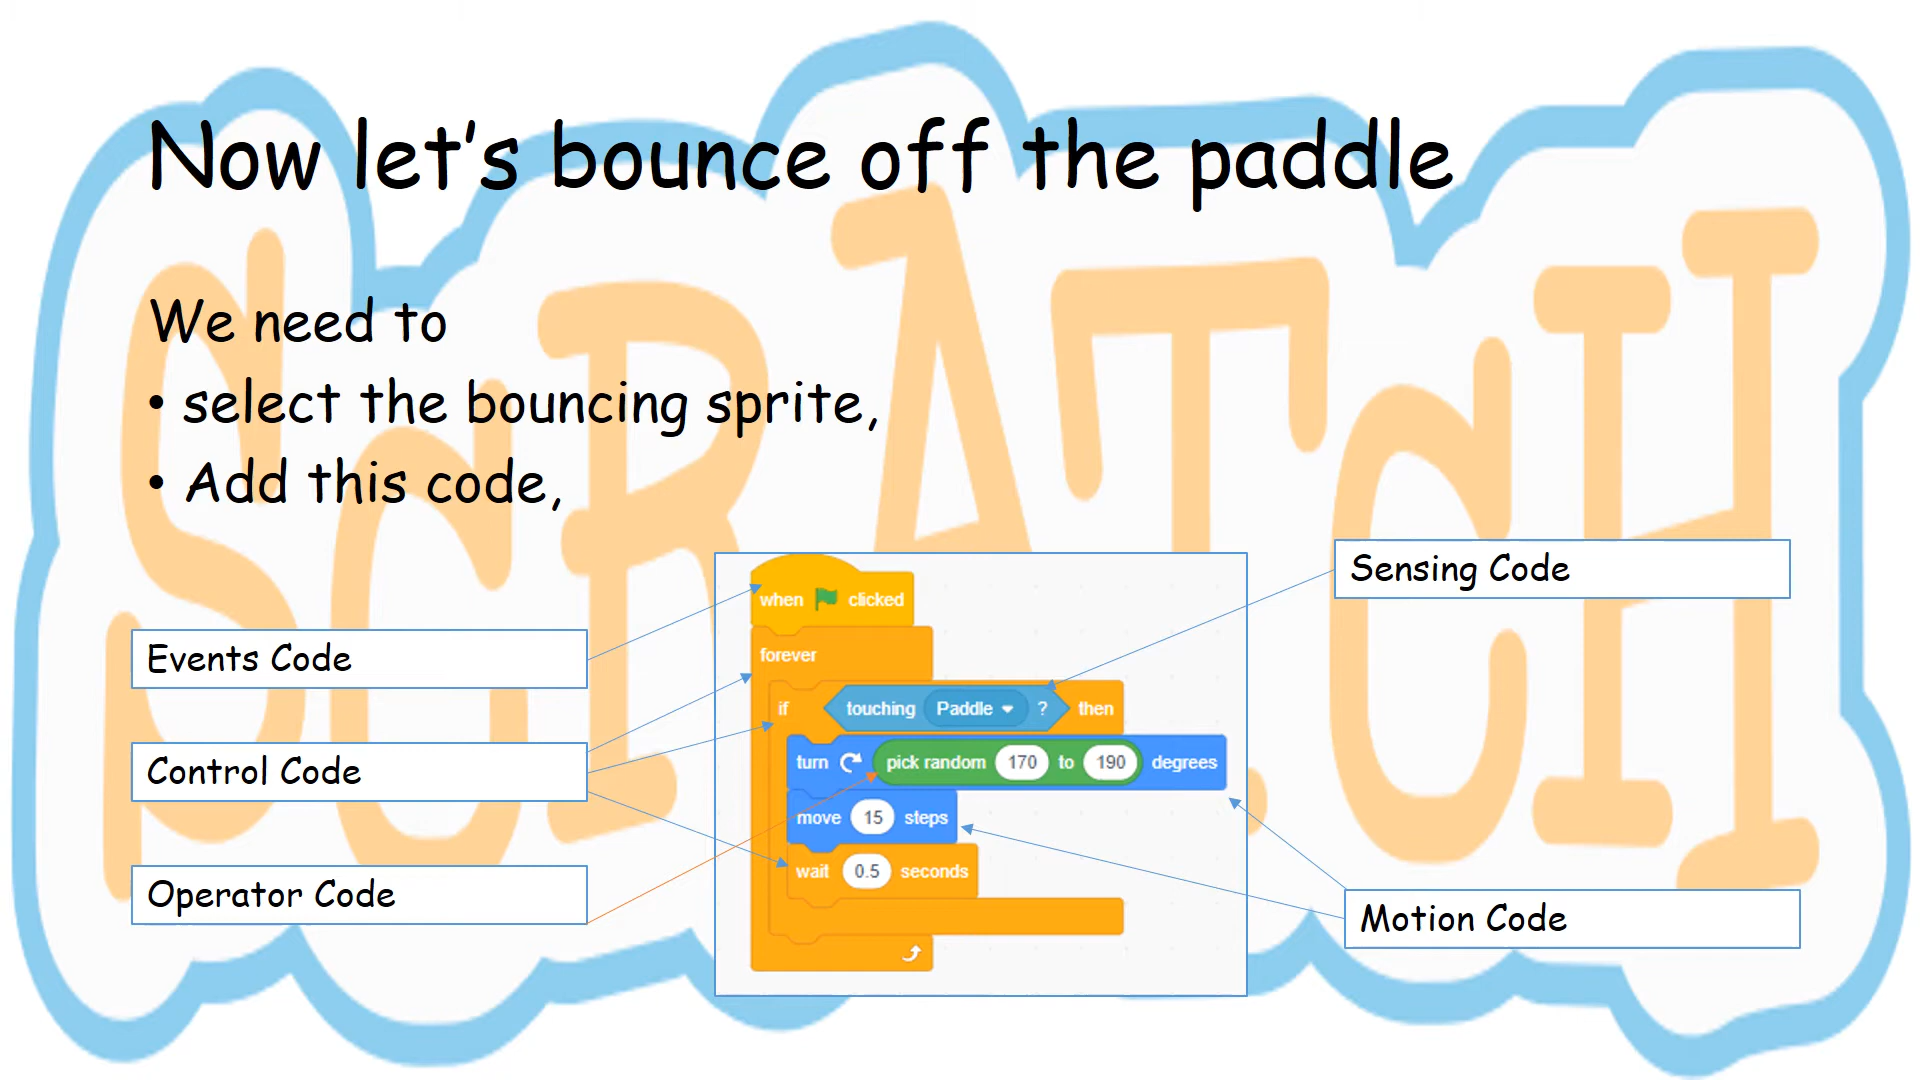 Now let's bounce off the paddle
We need to
• select the bouncing sprite,
• Add this code,
Sensing Code
when clicked
Events Code
forever
if touching Paddle ? then
turn pick random 170 to 190 degrees
Control Code
move 15 steps
wait 0.5 seconds
Operator Code
Motion Code
SCRATCH